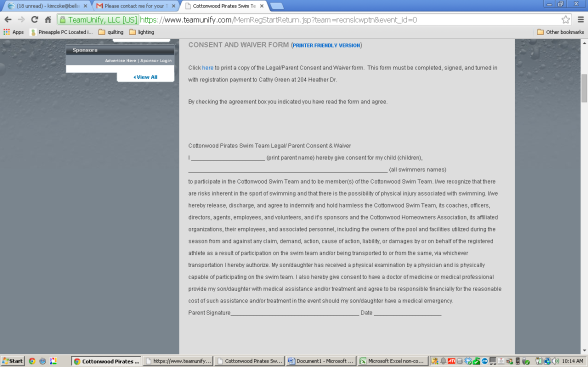 (10 unread) - kmcoke@bells
Please contact me for your
Cottonwood Pirates Swim T
TeamUnify, LLC [US] https://www.teamunify.com/MemRegStartReturn.jsp?team=recnslcwpth&event_id=0
Apps Pineapple PC Located i... quilting lighting Other bookmarks
Sponsors
Advertise Here | Sponsor Login
View All
CONSENT AND WAIVER FORM (PRINTER FRIENDLY VERSION)
Click here to print a copy of the Legal/Parent Consent and Waiver form. This form must be completed, signed, and turned in
with registration payment to Cathy Green at 204 Heather Dr.
By checking the agreement box you indicated you have read the form and agree.
Cottonwood Pirates Swim Team Legal/ Parent Consent & Waiver
I ______________________ (print parent name) hereby give consent for my child (children),
____________________________________________________________ (all swimmers names)
to participate in the Cottonwood Swim Team and to be member(s) of the Cottonwood Swim Team. I/we recognize that there
are risks inherent in the sport of swimming and that there is the possibility of physical injury associated with swimming. I/we
hereby release, discharge, and agree to indemnify and hold harmless the Cottonwood Swim Team, its coaches, officers,
directors, agents, employees, and volunteers, and it's sponsors and the Cottonwood Homeowners Association, its affiliated
organizations, their employees, and associated personnel, including the owners of the pool and facilities utilized during the
season from and against any claim, demand, action, cause of action, liability, or damages by or on behalf of the registered
athlete as a result of participation on the swim team and/or being transported to or from the same, via whichever
transportation I hereby authorize. My son/daughter has received a physical examination by a physician and is physically
capable of participating on the swim team. I also hereby give consent to have a doctor of medicine or medical professional
provide my son/daughter with medical assistance and/or treatment and agree to be responsible financially for the reasonable
cost of such assistance and/or treatment in the event should my son/daughter have a medical emergency.
Parent Signature______________________________________ Date ____________________
Start Cottonwood Pirates ... https://www.teamunify... Cottonwood Pirates Sw... Document1 - Microsoft ... Microsoft Excel non-co... 10:14 AM